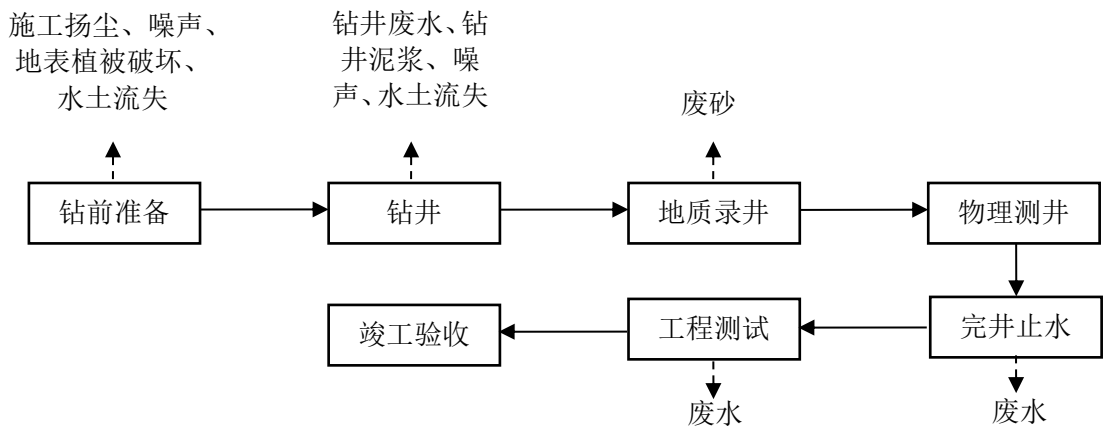 施工扬尘、噪声、
地表植被破坏、
水土流失
钻井废水、钻
井泥浆、噪
声、水土流失
废砂
钻前准备
钻井
地质录井
物理测井
竣工验收
工程测试
完井止水
废水
废水